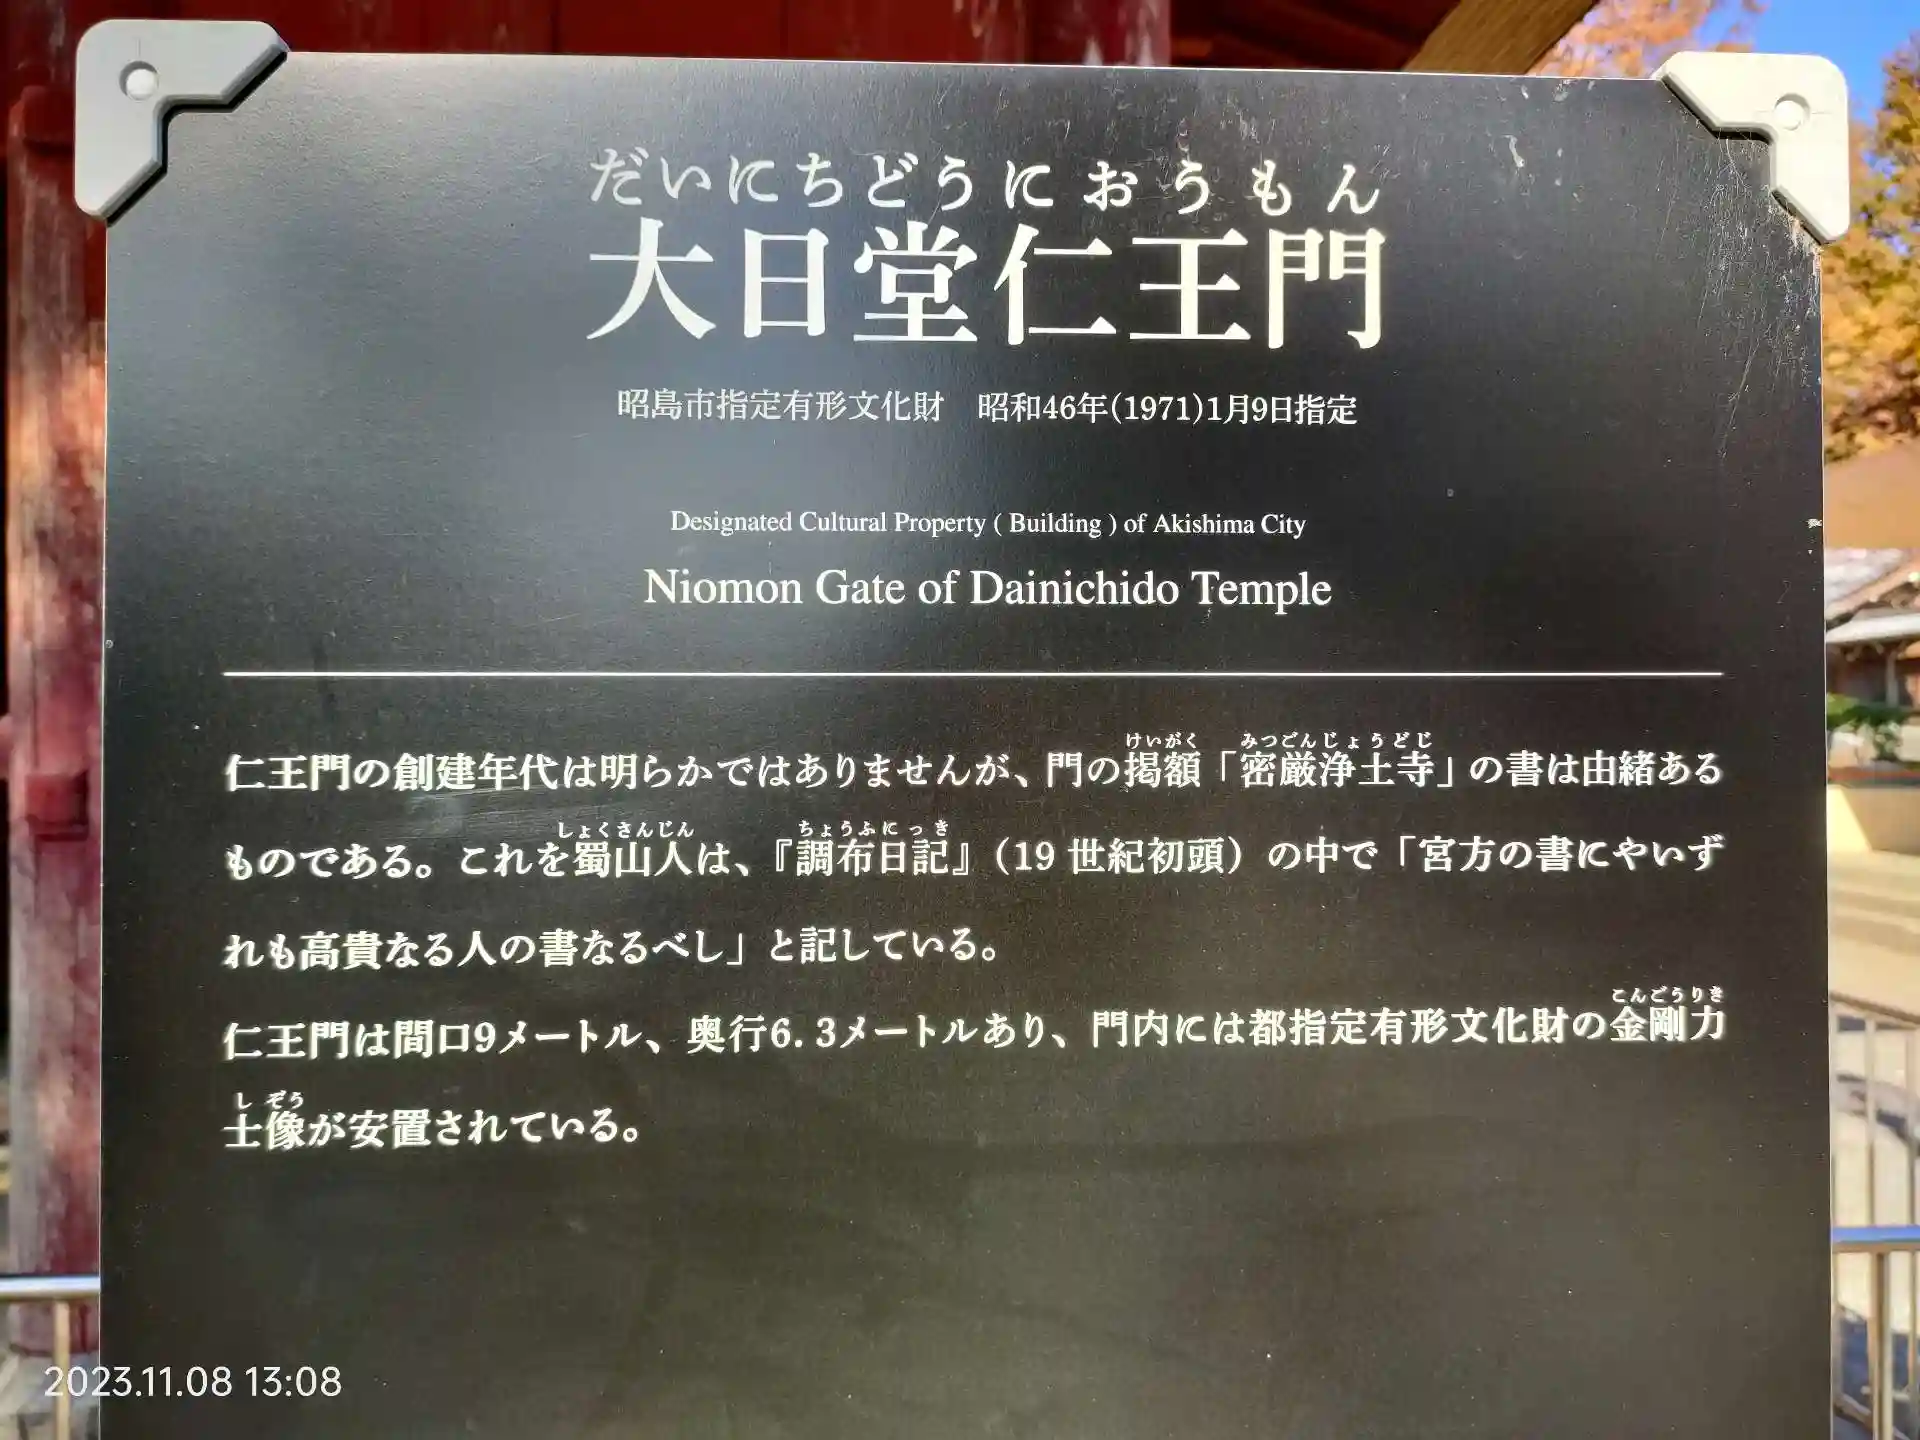 だいにちどうにおうもん
大日堂仁王門
昭島市指定有形文化財　昭和46年(1971)1月9日指定
Designated Cultural Property ( Building ) of Akishima City
Niomon Gate of Dainichido Temple
けいがく　みつごんじょうどじ
仁王門の創建年代は明らかではありませんが、門の掲額「密厳浄土寺」の書は由緒ある
しょくさんじん　ちょうふにっき
ものである。これを蜀山人は、『調布日記』（19 世紀初頭）の中で「宮方の書にやいず
れも高貴なる人の書なるべし」と記している。
こんごうりき
仁王門は間口9メートル、奥行6.3メートルあり、門内には都指定有形文化財の金剛力
しぞう
士像が安置されている。
2023.11.08 13:08